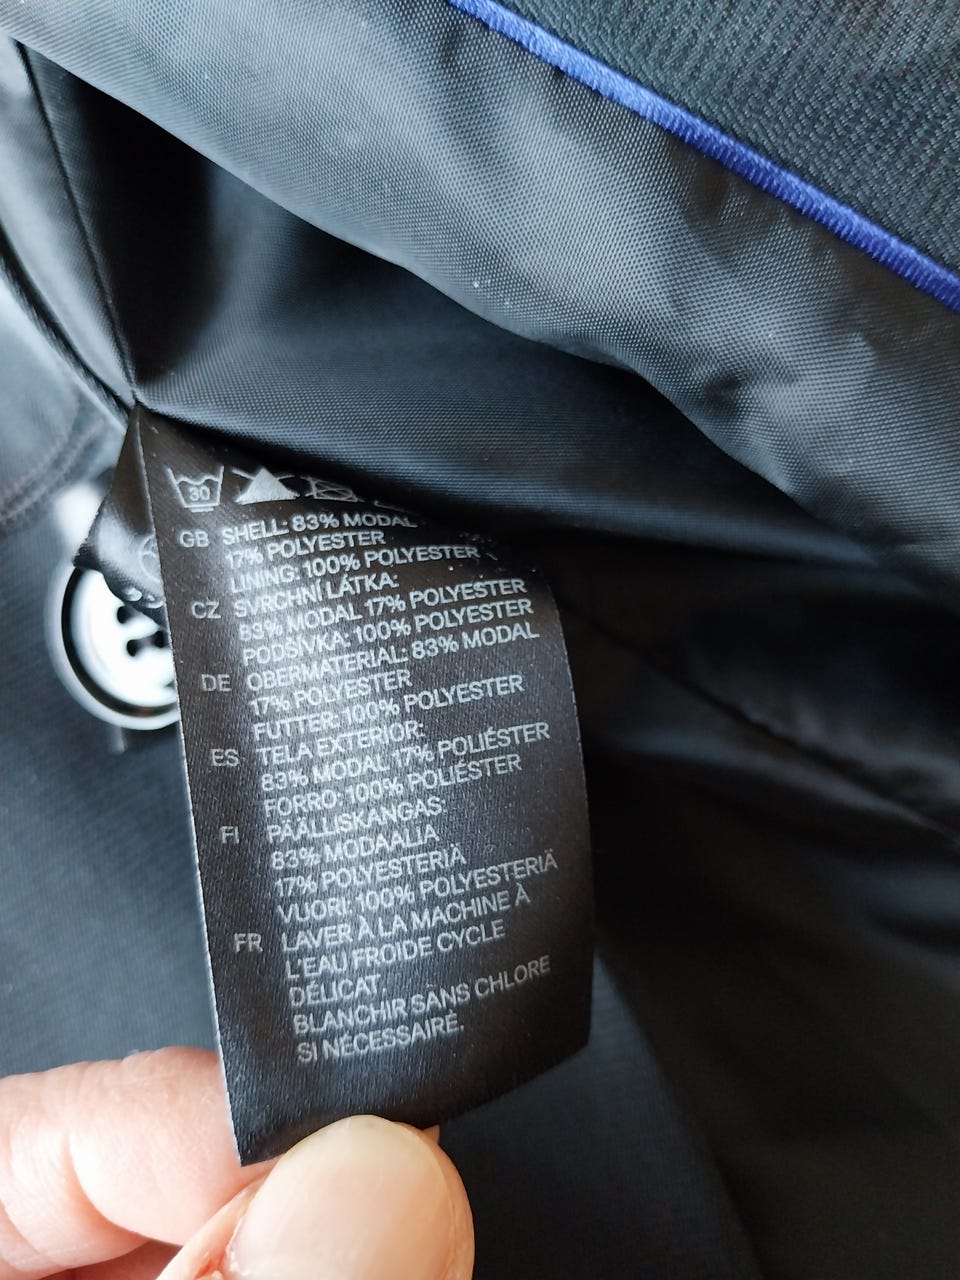 30
GB SHELL: 83% MODAL
17% POLYESTER
LINING: 100% POLYESTER
CZ SVRCHNÍ LÁTKA:
83% MODAL 17% POLYESTER
PODŠÍVKA: 100% POLYESTER
DE OBERMATERIAL: 83% MODAL
17% POLYESTER
FUTTER: 100% POLYESTER
ES TELA EXTERIOR:
83% MODAL 17% POLIÉSTER
FORRO: 100% POLIÉSTER
FI PÄÄLLISKANGAS:
83% MODAALIA
17% POLYESTERIÄ
VUORI: 100% POLYESTERIÄ
FR LAVER À LA MACHINE À
L'EAU FROIDE CYCLE
DÉLICAT.
BLANCHIR SANS CHLORE
SI NÉCESSAIRE.